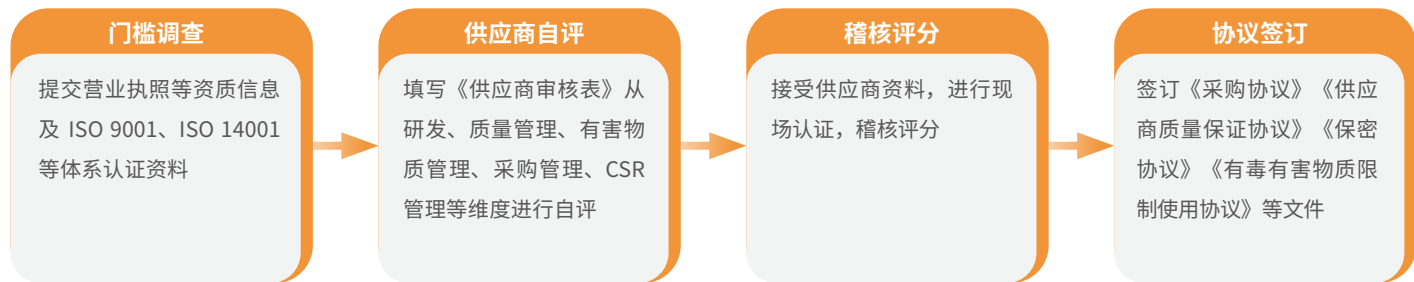 门槛调查
提交营业执照等资质信息
及 ISO 9001、ISO 14001
等体系认证资料
供应商自评
填写《供应商审核表》从
研发、质量管理、有害物
质管理、采购管理、CSR
管理等维度进行自评
稽核评分
接受供应商资料，进行现
场认证，稽核评分
协议签订
签订《采购协议》《供应
商质量保证协议》《保密
协议》《有毒有害物质限
制使用协议》等文件